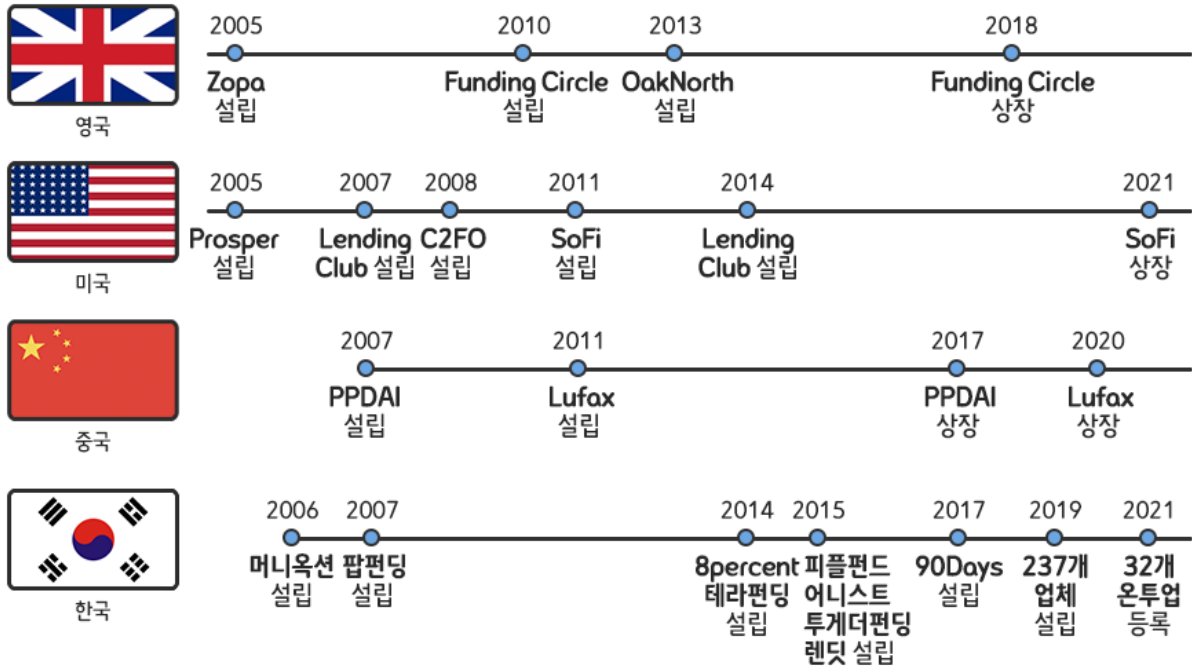 2005 2010 2013 2018
Zopa Funding Circle OakNorth Funding Circle
설립 설립 설립 상장
영국
2005 2007 2008 2011 2014 2021
Prosper Lending C2FO SoFi Lending SoFi
설립 Club 설립 설립 설립 Club 설립 상장
미국
2007 2011 2017 2020
PPDAI Lufax PPDAI Lufax
설립 설립 상장 상장
중국
2006 2007 2014 2015 2017 2019 2021
머니옥션 팝펀딩 8percent 피플펀드 90Days 237개 32개
설립 설립 테라펀딩 어니스트 설립 업체 온투업
한국 설립 투게더펀딩 설립 등록
렌딧 설립